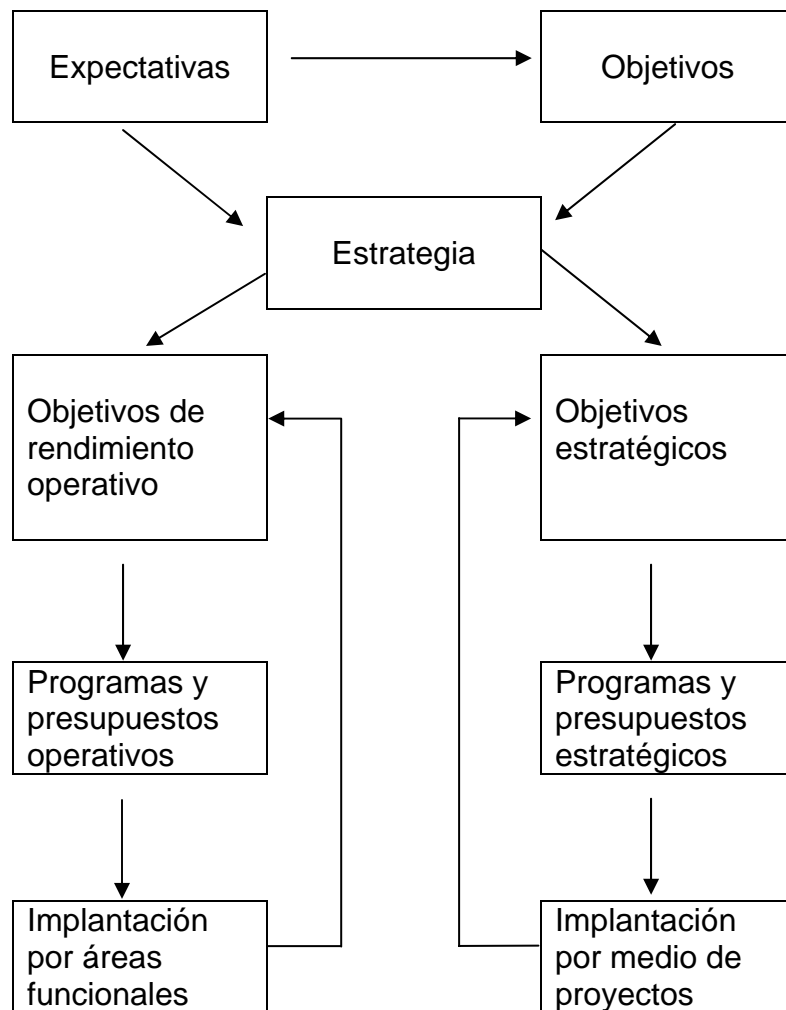 Expectativas
Objetivos
Estrategia
Objetivos de
rendimiento
operativo
Objetivos
estratégicos
Programas y
presupuestos
operativos
Programas y
presupuestos
estratégicos
Implantación
por áreas
funcionales
Implantación
por medio de
proyectos